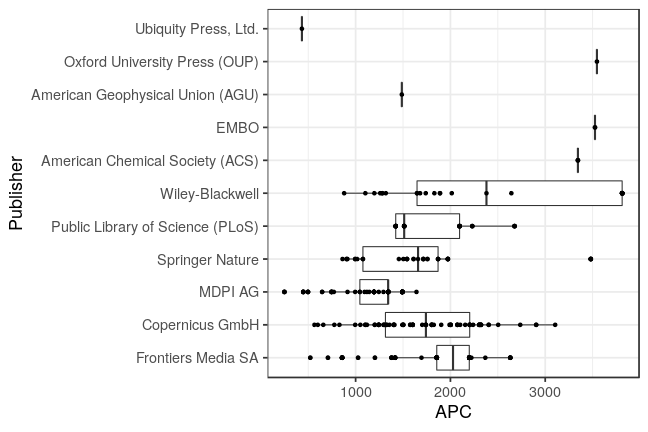 Publisher
Ubiquity Press, Ltd.
Oxford University Press (OUP)
American Geophysical Union (AGU)
EMBO
American Chemical Society (ACS)
Wiley-Blackwell
Public Library of Science (PLoS)
Springer Nature
MDPI AG
Copernicus GmbH
Frontiers Media SA
1000 2000 3000
APC